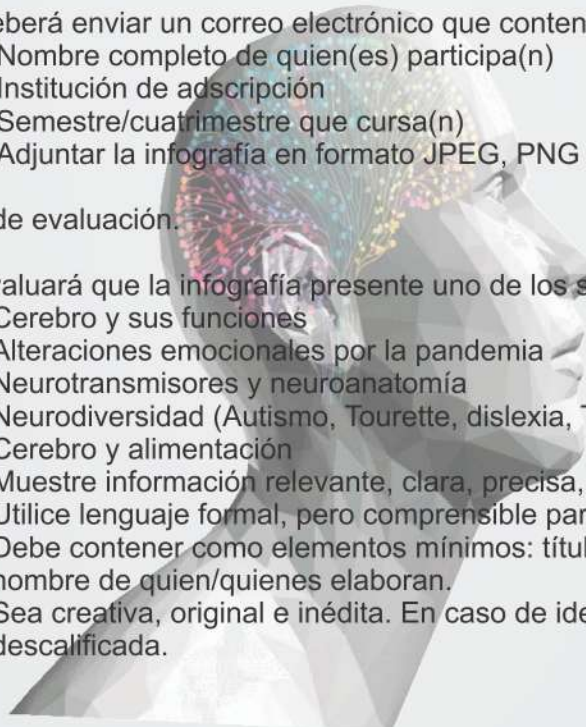 eberá enviar un correo electrónico que conten
Nombre completo de quien(es) participa(n)
Institución de adscripción
Semestre/cuatrimestre que cursa(n)
Adjuntar la infografía en formato JPEG, PNG
de evaluación.
aluará que la infografía presente uno de los s
Cerebro y sus funciones
Alteraciones emocionales por la pandemia
Neurotransmisores y neuroanatomía
Neurodiversidad (Autismo, Tourette, dislexia, T
Cerebro y alimentación
Muestre información relevante, clara, precisa,
Utilice lenguaje formal, pero comprensible par
Debe contener como elementos mínimos: títul
nombre de quien/quienes elaboran.
Sea creativa, original e inédita. En caso de ide
descalificada.